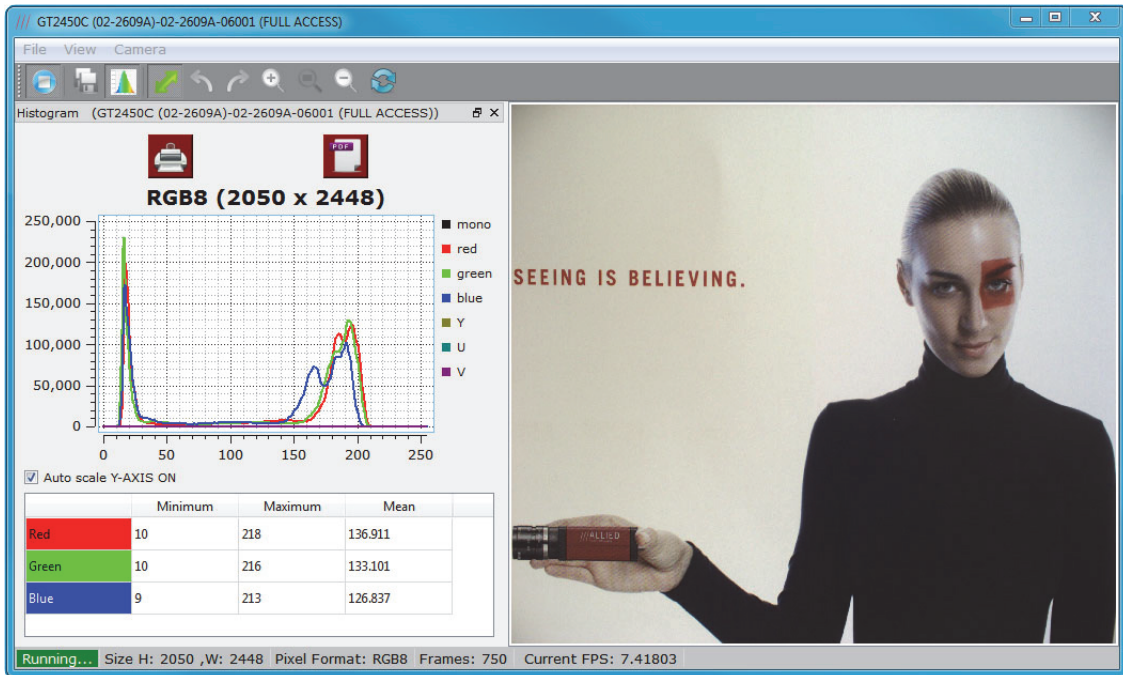 /// GT2450C (02-2609A)-02-2609A-06001 (FULL ACCESS)
File View Camera
Histogram (GT2450C (02-2609A)-02-2609A-06001 (FULL ACCESS))
PDF
RGB8 (2050 x 2448)
250,000
200,000
150,000
100,000
50,000
0
0 50 100 150 200 250
mono
red
green
blue
Y
U
V
Auto scale Y-AXIS ON
Minimum Maximum Mean
Red 10 218 136.911
Green 10 216 133.101
Blue 9 213 126.837
SEEING IS BELIEVING.
///ALLIED
Running... Size H: 2050 ,W: 2448 Pixel Format: RGB8 Frames: 750 Current FPS: 7.41803